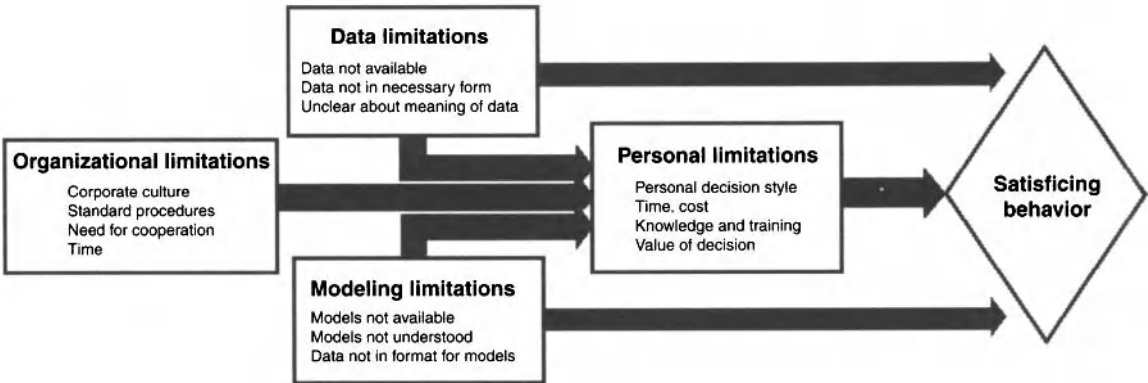 Data limitations
Data not available
Data not in necessary form
Unclear about meaning of data
Organizational limitations
Corporate culture
Standard procedures
Need for cooperation
Time
Personal limitations
Personal decision style
Time, cost
Knowledge and training
Value of decision
Satisficing
behavior
Modeling limitations
Models not available
Models not understood
Data not in format for models